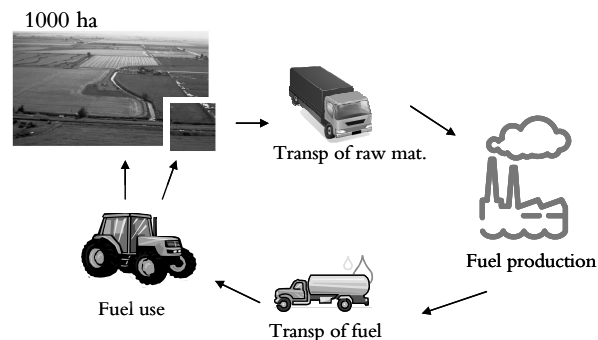 1000 ha
Transp of raw mat.
Fuel production
Fuel use
Transp of fuel